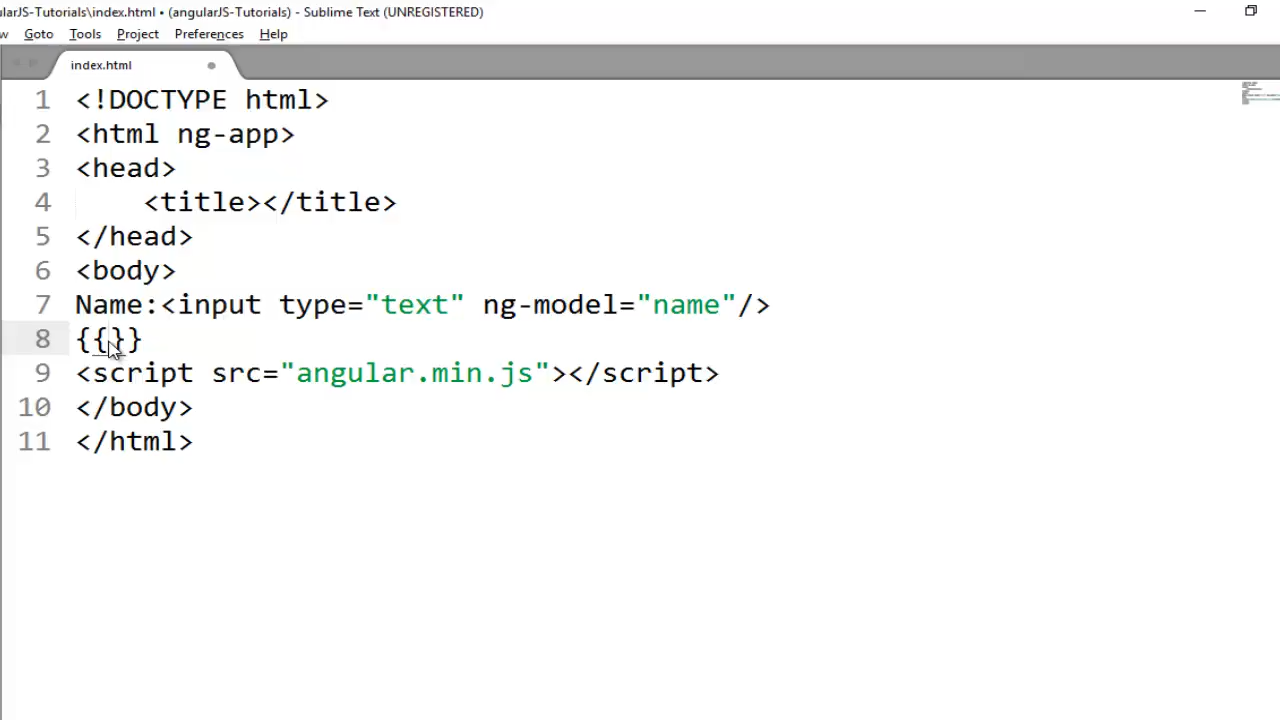 ularJS-Tutorials\index.html • (angularJS-Tutorials) - Sublime Text (UNREGISTERED)
w Goto Tools Project Preferences Help
index.html
1 <!DOCTYPE html>
2 <html ng-app>
3 <head>
4     <title></title>
5 </head>
6 <body>
7 Name:<input type="text" ng-model="name"/>
8 {{}}
9 <script src="angular.min.js"></script>
10 </body>
11 </html>